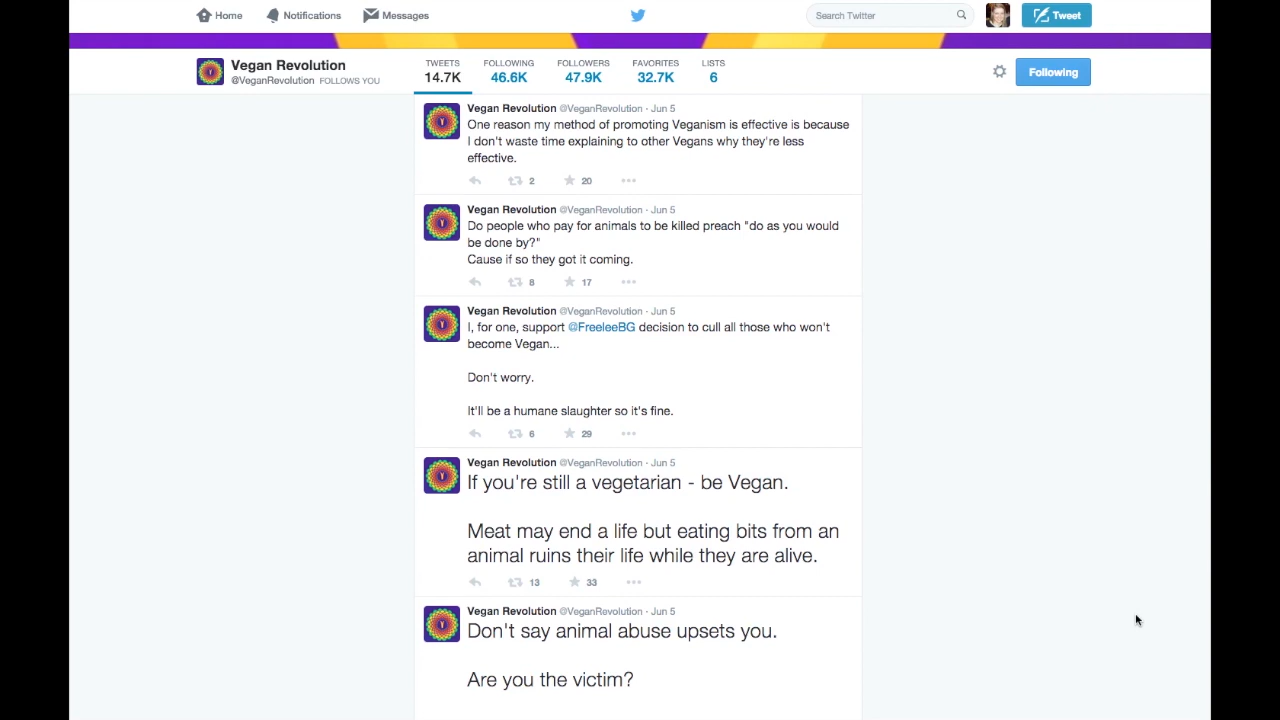 Home Notifications Messages Search Twitter Tweet
Vegan Revolution
@VeganRevolution FOLLOWS YOU
TWEETS FOLLOWING FOLLOWERS FAVORITES LISTS
14.7K 46.6K 47.9K 32.7K 6
Following
Vegan Revolution @VeganRevolution · Jun 5
One reason my method of promoting Veganism is effective is because
I don't waste time explaining to other Vegans why they're less
effective.
2 20
Vegan Revolution @VeganRevolution · Jun 5
Do people who pay for animals to be killed preach "do as you would
be done by?"
Cause if so they got it coming.
8 17
Vegan Revolution @VeganRevolution · Jun 5
I, for one, support @FreeleeBG decision to cull all those who won't
become Vegan...
Don't worry.
It'll be a humane slaughter so it's fine.
6 29
Vegan Revolution @VeganRevolution · Jun 5
If you're still a vegetarian - be Vegan.
Meat may end a life but eating bits from an
animal ruins their life while they are alive.
13 33
Vegan Revolution @VeganRevolution · Jun 5
Don't say animal abuse upsets you.
Are you the victim?